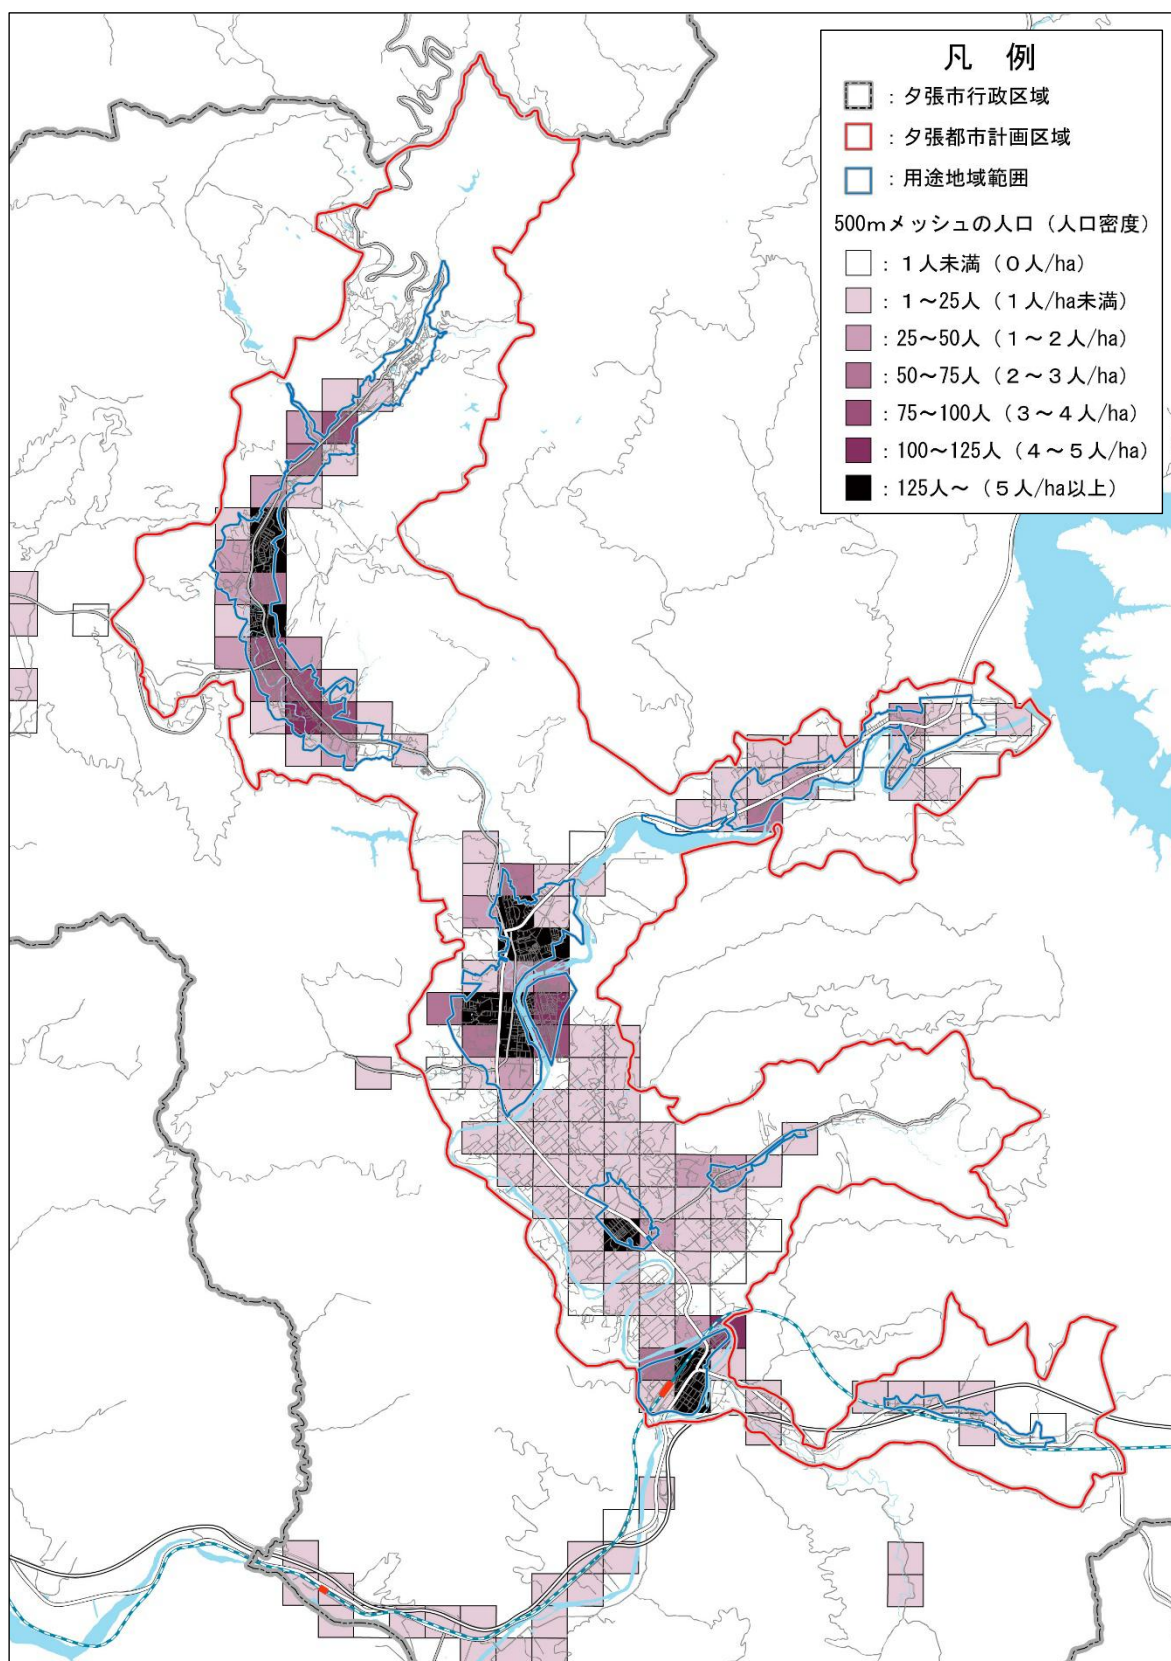 凡 例
：夕張市行政区域
：夕張都市計画区域
：用途地域範囲
500mメッシュの人口（人口密度）
：１人未満（０人/ha）
：１～25人（１人/ha未満）
：25～50人（１～２人/ha）
：50～75人（２～３人/ha）
：75～100人（３～４人/ha）
：100～125人（４～５人/ha）
：125人～（５人/ha以上）